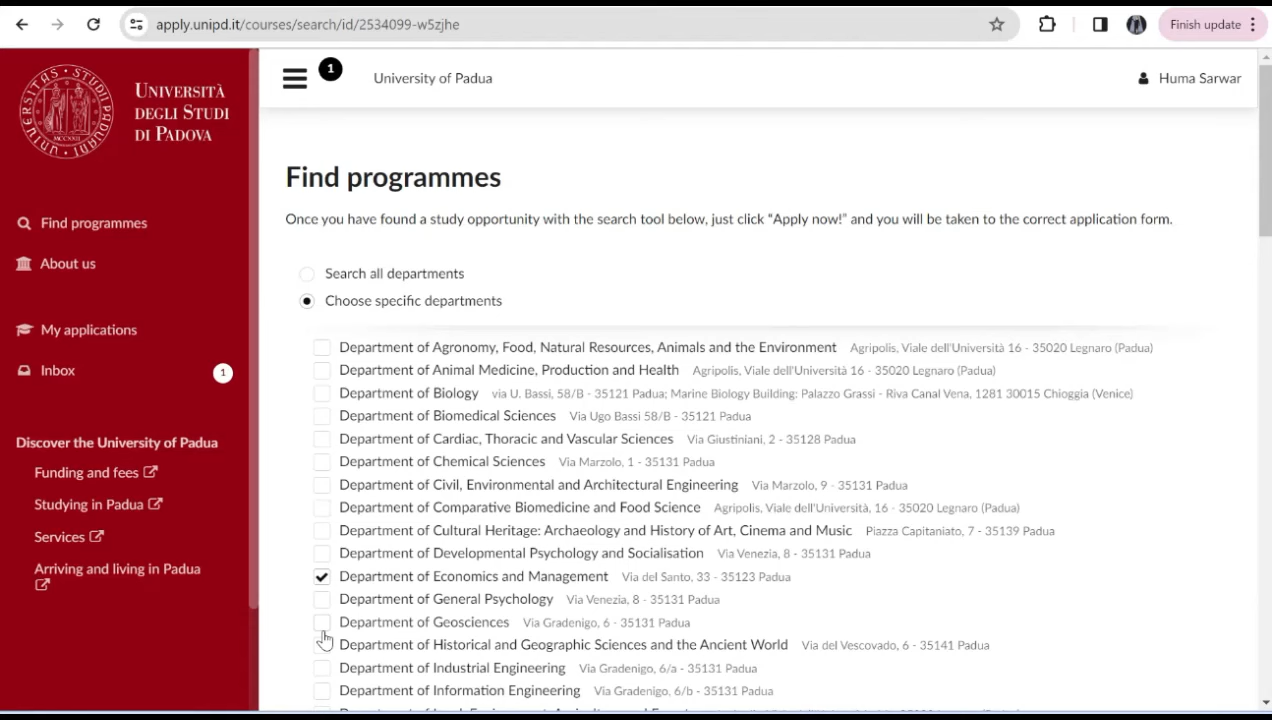 apply.unipd.it/courses/search/id/2534099-w5zjhe
Finish update
UNIVERSITÀ
DEGLI STUDI
DI PADOVA
UNIVERSITAS STUDII PADUANI
MCCXXII
Find programmes
About us
My applications
Inbox 1
Discover the University of Padua
Funding and fees
Studying in Padua
Services
Arriving and living in Padua
1
University of Padua
Huma Sarwar
Find programmes
Once you have found a study opportunity with the search tool below, just click "Apply now!" and you will be taken to the correct application form.
Search all departments
Choose specific departments
Department of Agronomy, Food, Natural Resources, Animals and the Environment Agripolis, Viale dell'Università 16 - 35020 Legnaro (Padua)
Department of Animal Medicine, Production and Health Agripolis, Viale dell'Università 16 - 35020 Legnaro (Padua)
Department of Biology via U. Bassi, 58/B - 35121 Padua; Marine Biology Building: Palazzo Grassi - Riva Canal Vena, 1281 30015 Chioggia (Venice)
Department of Biomedical Sciences Via Ugo Bassi 58/B - 35121 Padua
Department of Cardiac, Thoracic and Vascular Sciences Via Giustiniani, 2 - 35128 Padua
Department of Chemical Sciences Via Marzolo, 1 - 35131 Padua
Department of Civil, Environmental and Architectural Engineering Via Marzolo, 9 - 35131 Padua
Department of Comparative Biomedicine and Food Science Agripolis, Viale dell'Università, 16 - 35020 Legnaro (Padua)
Department of Cultural Heritage: Archaeology and History of Art, Cinema and Music Piazza Capitaniato, 7 - 35139 Padua
Department of Developmental Psychology and Socialisation Via Venezia, 8 - 35131 Padua
Department of Economics and Management Via del Santo, 33 - 35123 Padua
Department of General Psychology Via Venezia, 8 - 35131 Padua
Department of Geosciences Via Gradenigo, 6 - 35131 Padua
Department of Historical and Geographic Sciences and the Ancient World Via del Vescovado, 6 - 35141 Padua
Department of Industrial Engineering Via Gradenigo, 6/a - 35131 Padua
Department of Information Engineering Via Gradenigo, 6/b - 35131 Padua